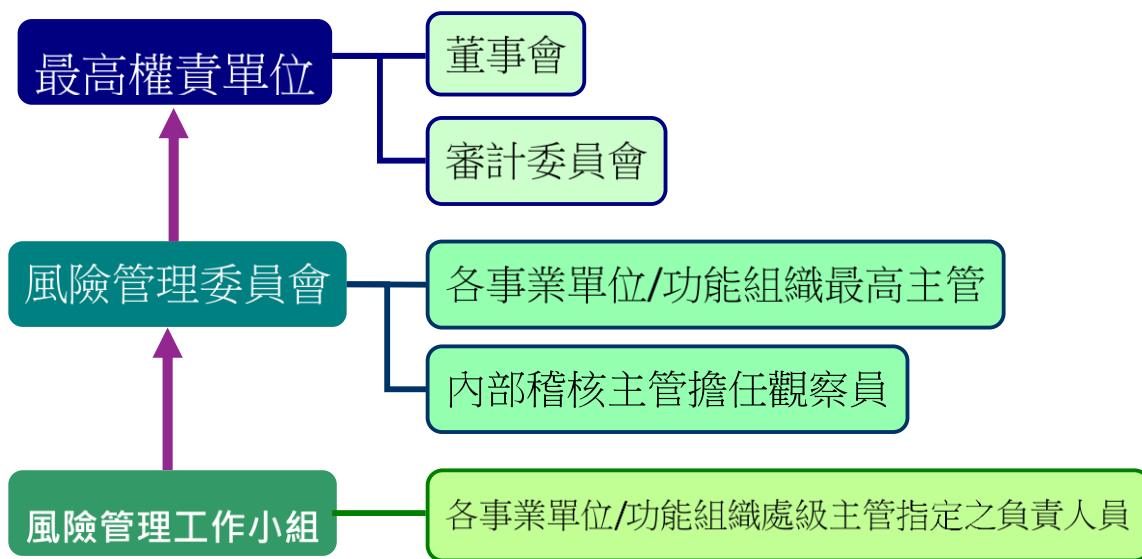 最高權責單位
董事會
審計委員會
風險管理委員會
各事業單位/功能組織最高主管
內部稽核主管擔任觀察員
風險管理工作小組
各事業單位/功能組織處級主管指定之負責人員